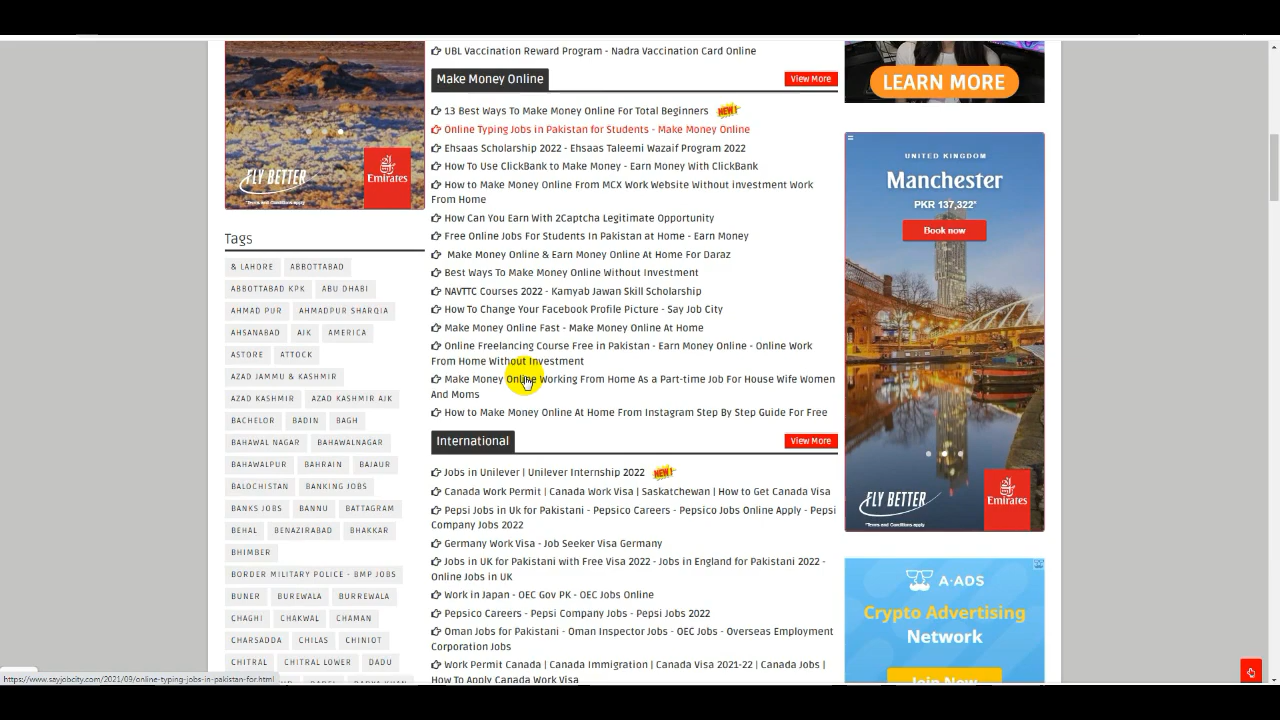 UBL Vaccination Reward Program - Nadra Vaccination Card Online
Make Money Online
View More
13 Best Ways To Make Money Online For Total Beginners NEW!
Online Typing Jobs in Pakistan for Students - Make Money Online
Ehsaas Scholarship 2022 - Ehsaas Taleemi Wazaif Program 2022
How To Use ClickBank to Make Money - Earn Money With ClickBank
How to Make Money Online From MCX Work Website Without investment Work
From Home
How Can You Earn With 2Captcha Legitimate Opportunity
Free Online Jobs For Students In Pakistan at Home - Earn Money
Make Money Online & Earn Money Online At Home For Daraz
Best Ways To Make Money Online Without Investment
NAVTTC Courses 2022 - Kamyab Jawan Skill Scholarship
How To Change Your Facebook Profile Picture - Say Job City
Make Money Online Fast - Make Money Online At Home
Online Freelancing Course Free in Pakistan - Earn Money Online - Online Work
From Home Without Investment
Make Money Online Working From Home As a Part-time Job For House Wife Women
And Moms
How to Make Money Online At Home From Instagram Step By Step Guide For Free
International
View More
Jobs in Unilever | Unilever Internship 2022 NEW!
Canada Work Permit | Canada Work Visa | Saskatchewan | How to Get Canada Visa
Pepsi Jobs in Uk for Pakistani - Pepsico Careers - Pepsico Jobs Online Apply - Pepsi
Company Jobs 2022
Germany Work Visa - Job Seeker Visa Germany
Jobs in UK for Pakistani with Free Visa 2022 - Jobs in England for Pakistani 2022 -
Online Jobs in UK
Work in Japan - OEC Gov PK - OEC Jobs Online
Pepsico Careers - Pepsi Company Jobs - Pepsi Jobs 2022
Oman Jobs for Pakistani - Oman Inspector Jobs - OEC Jobs - Overseas Employment
Corporation Jobs
Work Permit Canada | Canada Immigration | Canada Visa 2021-22 | Canada Jobs |
How To Apply Canada Work Visa
FLY BETTER
Emirates
*Terms and Conditions apply
Tags
& LAHORE ABBOTTABAD
ABBOTTABAD KPK ABU DHABI
AHMAD PUR AHMADPUR SHARQIA
AHSANABAD AJK AMERICA
ASTORE ATTOCK
AZAD JAMMU & KASHMIR
AZAD KASHMIR AZAD KASHMIR AJK
BACHELOR BADIN BAGH
BAHAWAL NAGAR BAHAWALNAGAR
BAHAWALPUR BAHRAIN BAJAUR
BALOCHISTAN BANKING JOBS
BANKS JOBS BANNU BATTAGRAM
BEHAL BENAZIRABAD BHAKKAR
BHIMBER
BORDER MILITARY POLICE - BMP JOBS
BUNER BUREWALA BURREWALA
CHAGHI CHAKWAL CHAMAN
CHARSADDA CHILAS CHINIOT
CHITRAL CHITRAL LOWER DADU
https://www.sayjobcity.com/2021/09/online-typing-jobs-in-pakistan-for.html
LEARN MORE
UNITED KINGDOM
Manchester
PKR 137,322*
Book now
FLY BETTER
Emirates
*Terms and Conditions apply
A-ADS
Crypto Advertising
Network
Join Now